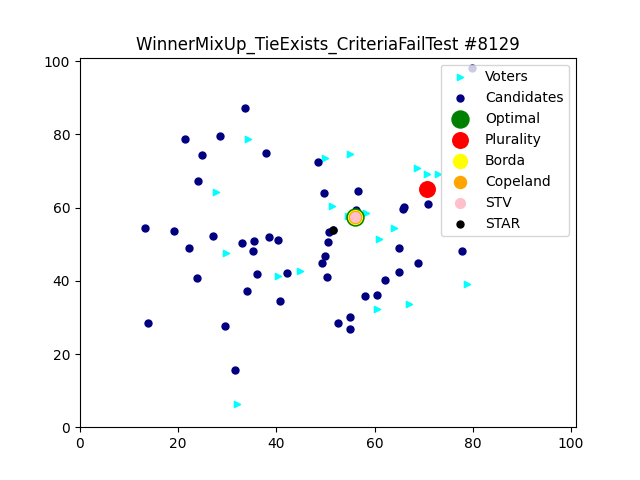 WinnerMixUp_TieExists_CriteriaFailTest #8129
100
80
60
40
20
0
0 20 40 60 80 100
Voters
Candidates
Optimal
Plurality
Borda
Copeland
STV
STAR